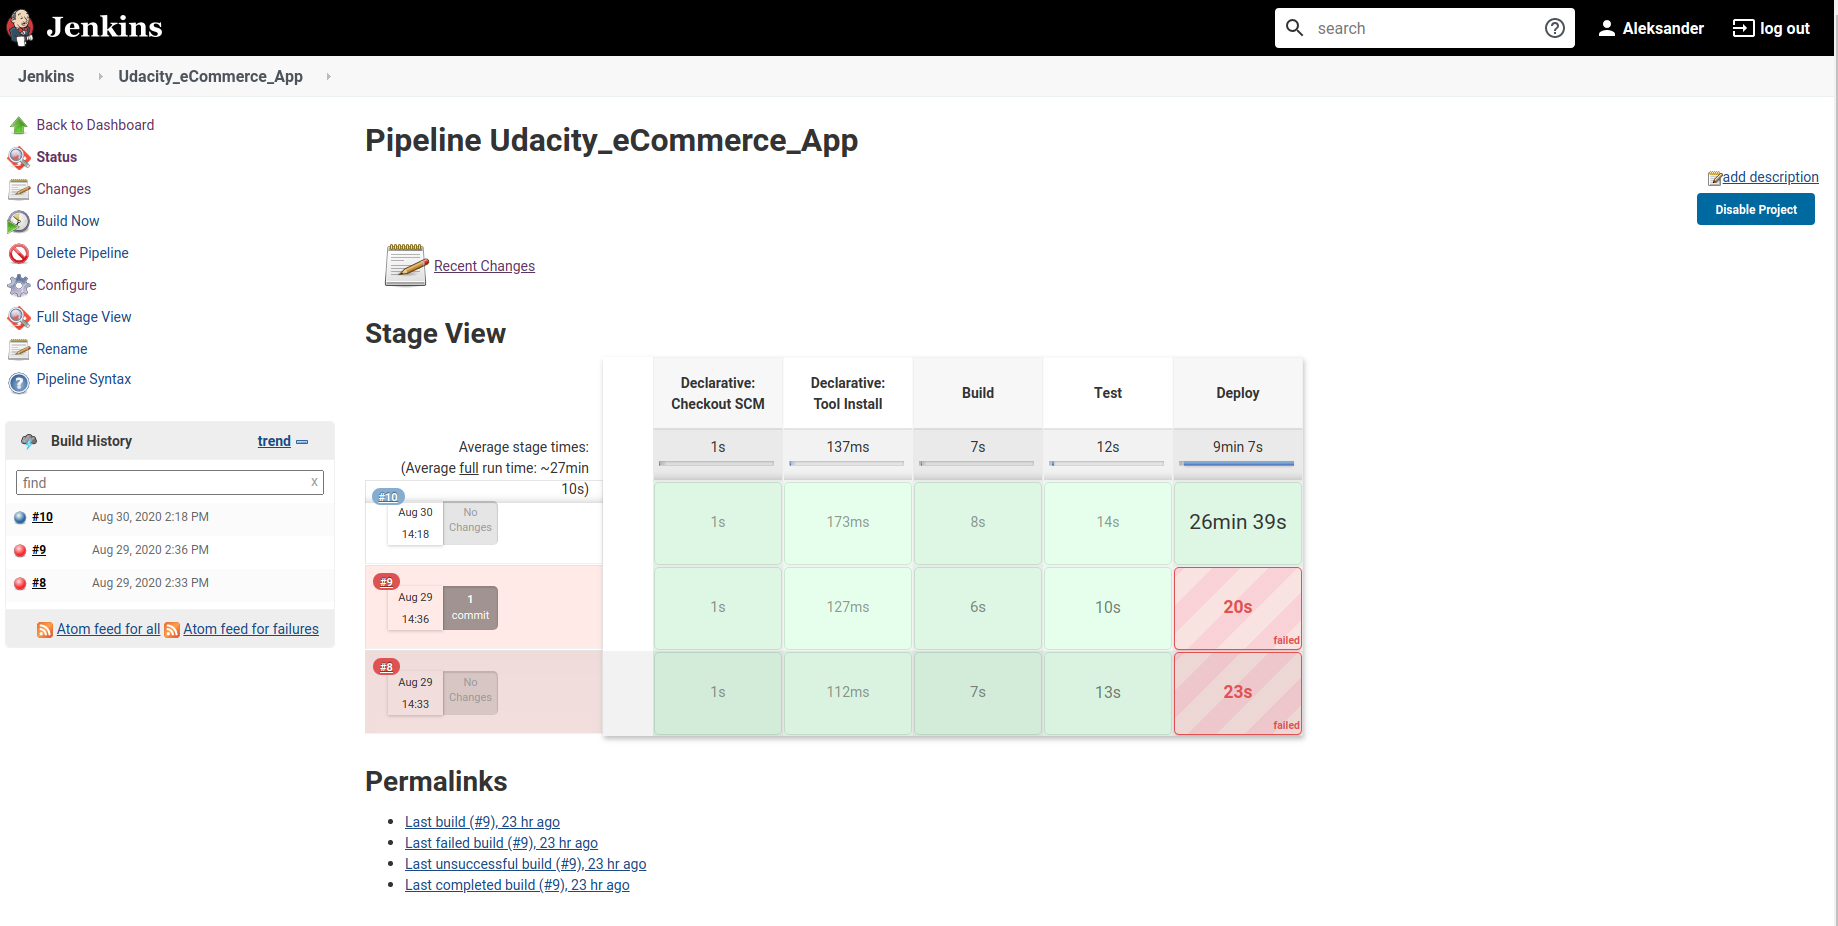 Jenkins
search
Aleksander
log out
Jenkins
Udacity_eCommerce_App
Back to Dashboard
Status
Changes
Build Now
Delete Pipeline
Configure
Full Stage View
Rename
Pipeline Syntax
Build History
trend
find
x
#10 Aug 30, 2020 2:18 PM
#9 Aug 29, 2020 2:36 PM
#8 Aug 29, 2020 2:33 PM
Atom feed for all Atom feed for failures
Pipeline Udacity_eCommerce_App
add description
Disable Project
Recent Changes
Stage View
Declarative:
Checkout SCM
Declarative:
Tool Install
Build
Test
Deploy
Average stage times:
(Average full run time: ~27min
10s)
1s
137ms
7s
12s
9min 7s
#10
Aug 30
14:18
No
Changes
1s
173ms
8s
14s
26min 39s
#9
Aug 29
14:36
1
commit
1s
127ms
6s
10s
20s
failed
#8
Aug 29
14:33
No
Changes
1s
112ms
7s
13s
23s
failed
Permalinks
Last build (#9), 23 hr ago
Last failed build (#9), 23 hr ago
Last unsuccessful build (#9), 23 hr ago
Last completed build (#9), 23 hr ago